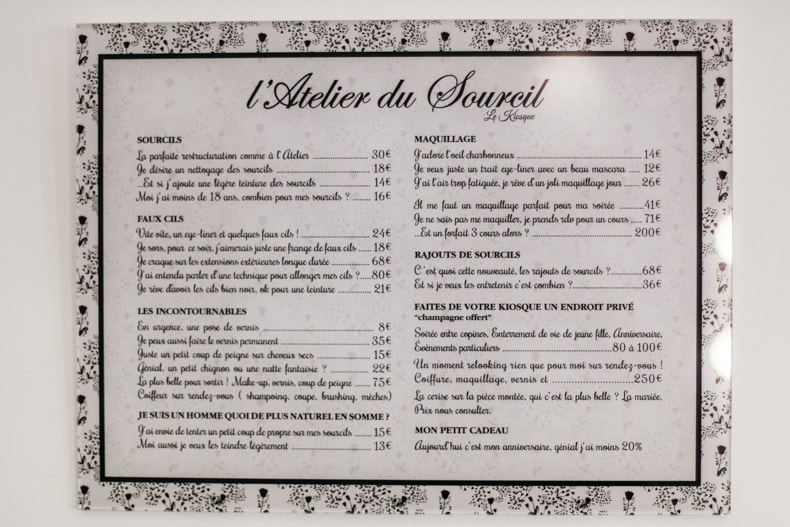 l'Atelier du Sourcil
Le Kiosque
SOURCILS
La parfaite restructuration comme à l'Atelier ..................... 30€
Je désire un nettoyage des sourcils ..................... 18€
...Est si j'ajoute une légère teinture des sourcils ..................... 14€
Moi j'ai moins de 18 ans, combien pour mes sourcils ? ....... 16€
FAUX CILS
Vite vite, un eye-liner et quelques faux cils ! ..................... 24€
Je sors, pour ce soir, j'aimerais juste une frange de faux cils ..... 18€
Je craque sur les extensions extérieures longue durée ............ 68€
J'ai entendu parler d'une technique pour allonger mes cils ?.....80€
Je rêve d'avoir les cils bien noir, ok pour une teinture ............ 21€
LES INCONTOURNABLES
En urgence, une pose de vernis ..................... 8€
Je peux aussi faire le vernis permanent ..................... 35€
Juste un petit coup de peigne sur cheveux secs ..................... 15€
Génial, un petit chignon ou une natte fantaisie ? ............ 22€
La plus belle pour sortir ! Make-up, vernis, coup de peigne ...... 75€
Coiffeur sur rendez-vous ( shampoing, coupe, brushing, mèches)
JE SUIS UN HOMME QUOI DE PLUS NATUREL EN SOMME ?
J'ai envie de tenter un petit coup de propre sur mes sourcils ....... 15€
Moi aussi je veux les teindre légèrement ..................... 13€
MAQUILLAGE
J'adore l'oeil charbonneux ..................... 14€
Je veux juste un trait eye-liner avec un beau mascara ..... 12€
J'ai l'air trop fatiguée, je rêve d'un joli maquillage jour ....... 26€
Il me faut un maquillage parfait pour ma soirée ..........41€
Je ne sais pas me maquiller, je prends rdv pour un cours ..... 71€
...Est un forfait 3 cours alors ? ..................... 200€
RAJOUTS DE SOURCILS
C'est quoi cette nouveauté, les rajouts de sourcils ?...........68€
Et si je veux les entretenir c'est combien ?.....................36€
FAITES DE VOTRE KIOSQUE UN ENDROIT PRIVÉ
"champagne offert"
Soirée entre copines, Enterrement de vie de jeune fille, Anniversaire,
Évènements particuliers .....................80 à 100€
Un moment relooking rien que pour moi sur rendez-vous !
Coiffure, maquillage, vernis et .....................250€
La cerise sur la pièce montée, qui c'est la plus belle ? La mariée.
Prix nous consulter.
MON PETIT CADEAU
Aujourd'hui c'est mon anniversaire, génial j'ai moins 20%